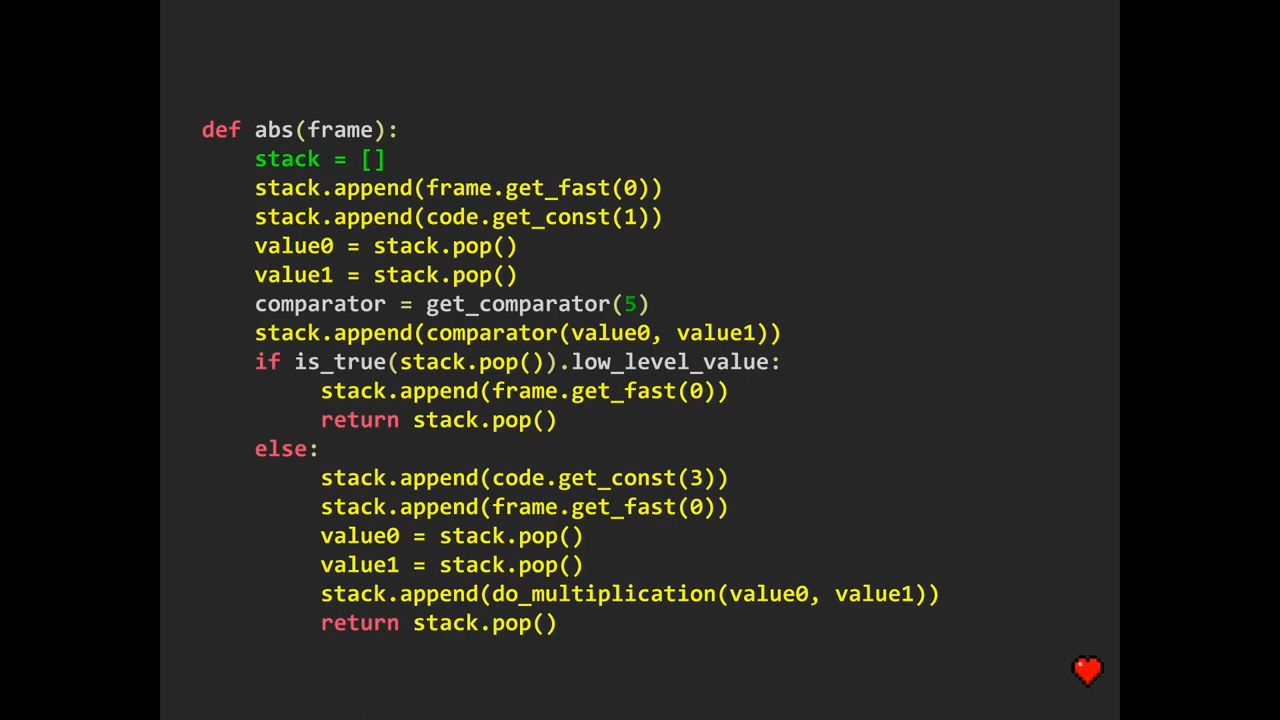 def abs(frame):
    stack = []
    stack.append(frame.get_fast(0))
    stack.append(code.get_const(1))
    value0 = stack.pop()
    value1 = stack.pop()
    comparator = get_comparator(5)
    stack.append(comparator(value0, value1))
    if is_true(stack.pop()).low_level_value:
         stack.append(frame.get_fast(0))
         return stack.pop()
    else:
         stack.append(code.get_const(3))
         stack.append(frame.get_fast(0))
         value0 = stack.pop()
         value1 = stack.pop()
         stack.append(do_multiplication(value0, value1))
         return stack.pop()